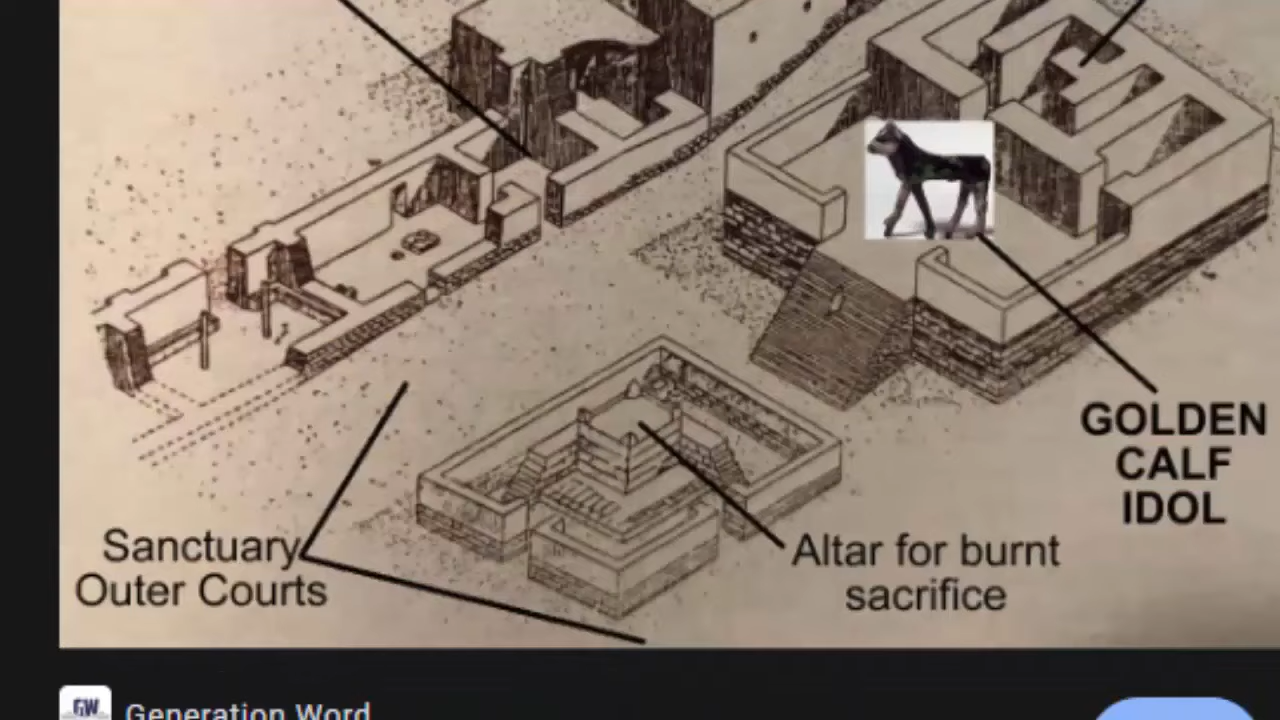 GOLDEN
CALF
IDOL
Sanctuary
Outer Courts
Altar for burnt
sacrifice
GW
Generation Word